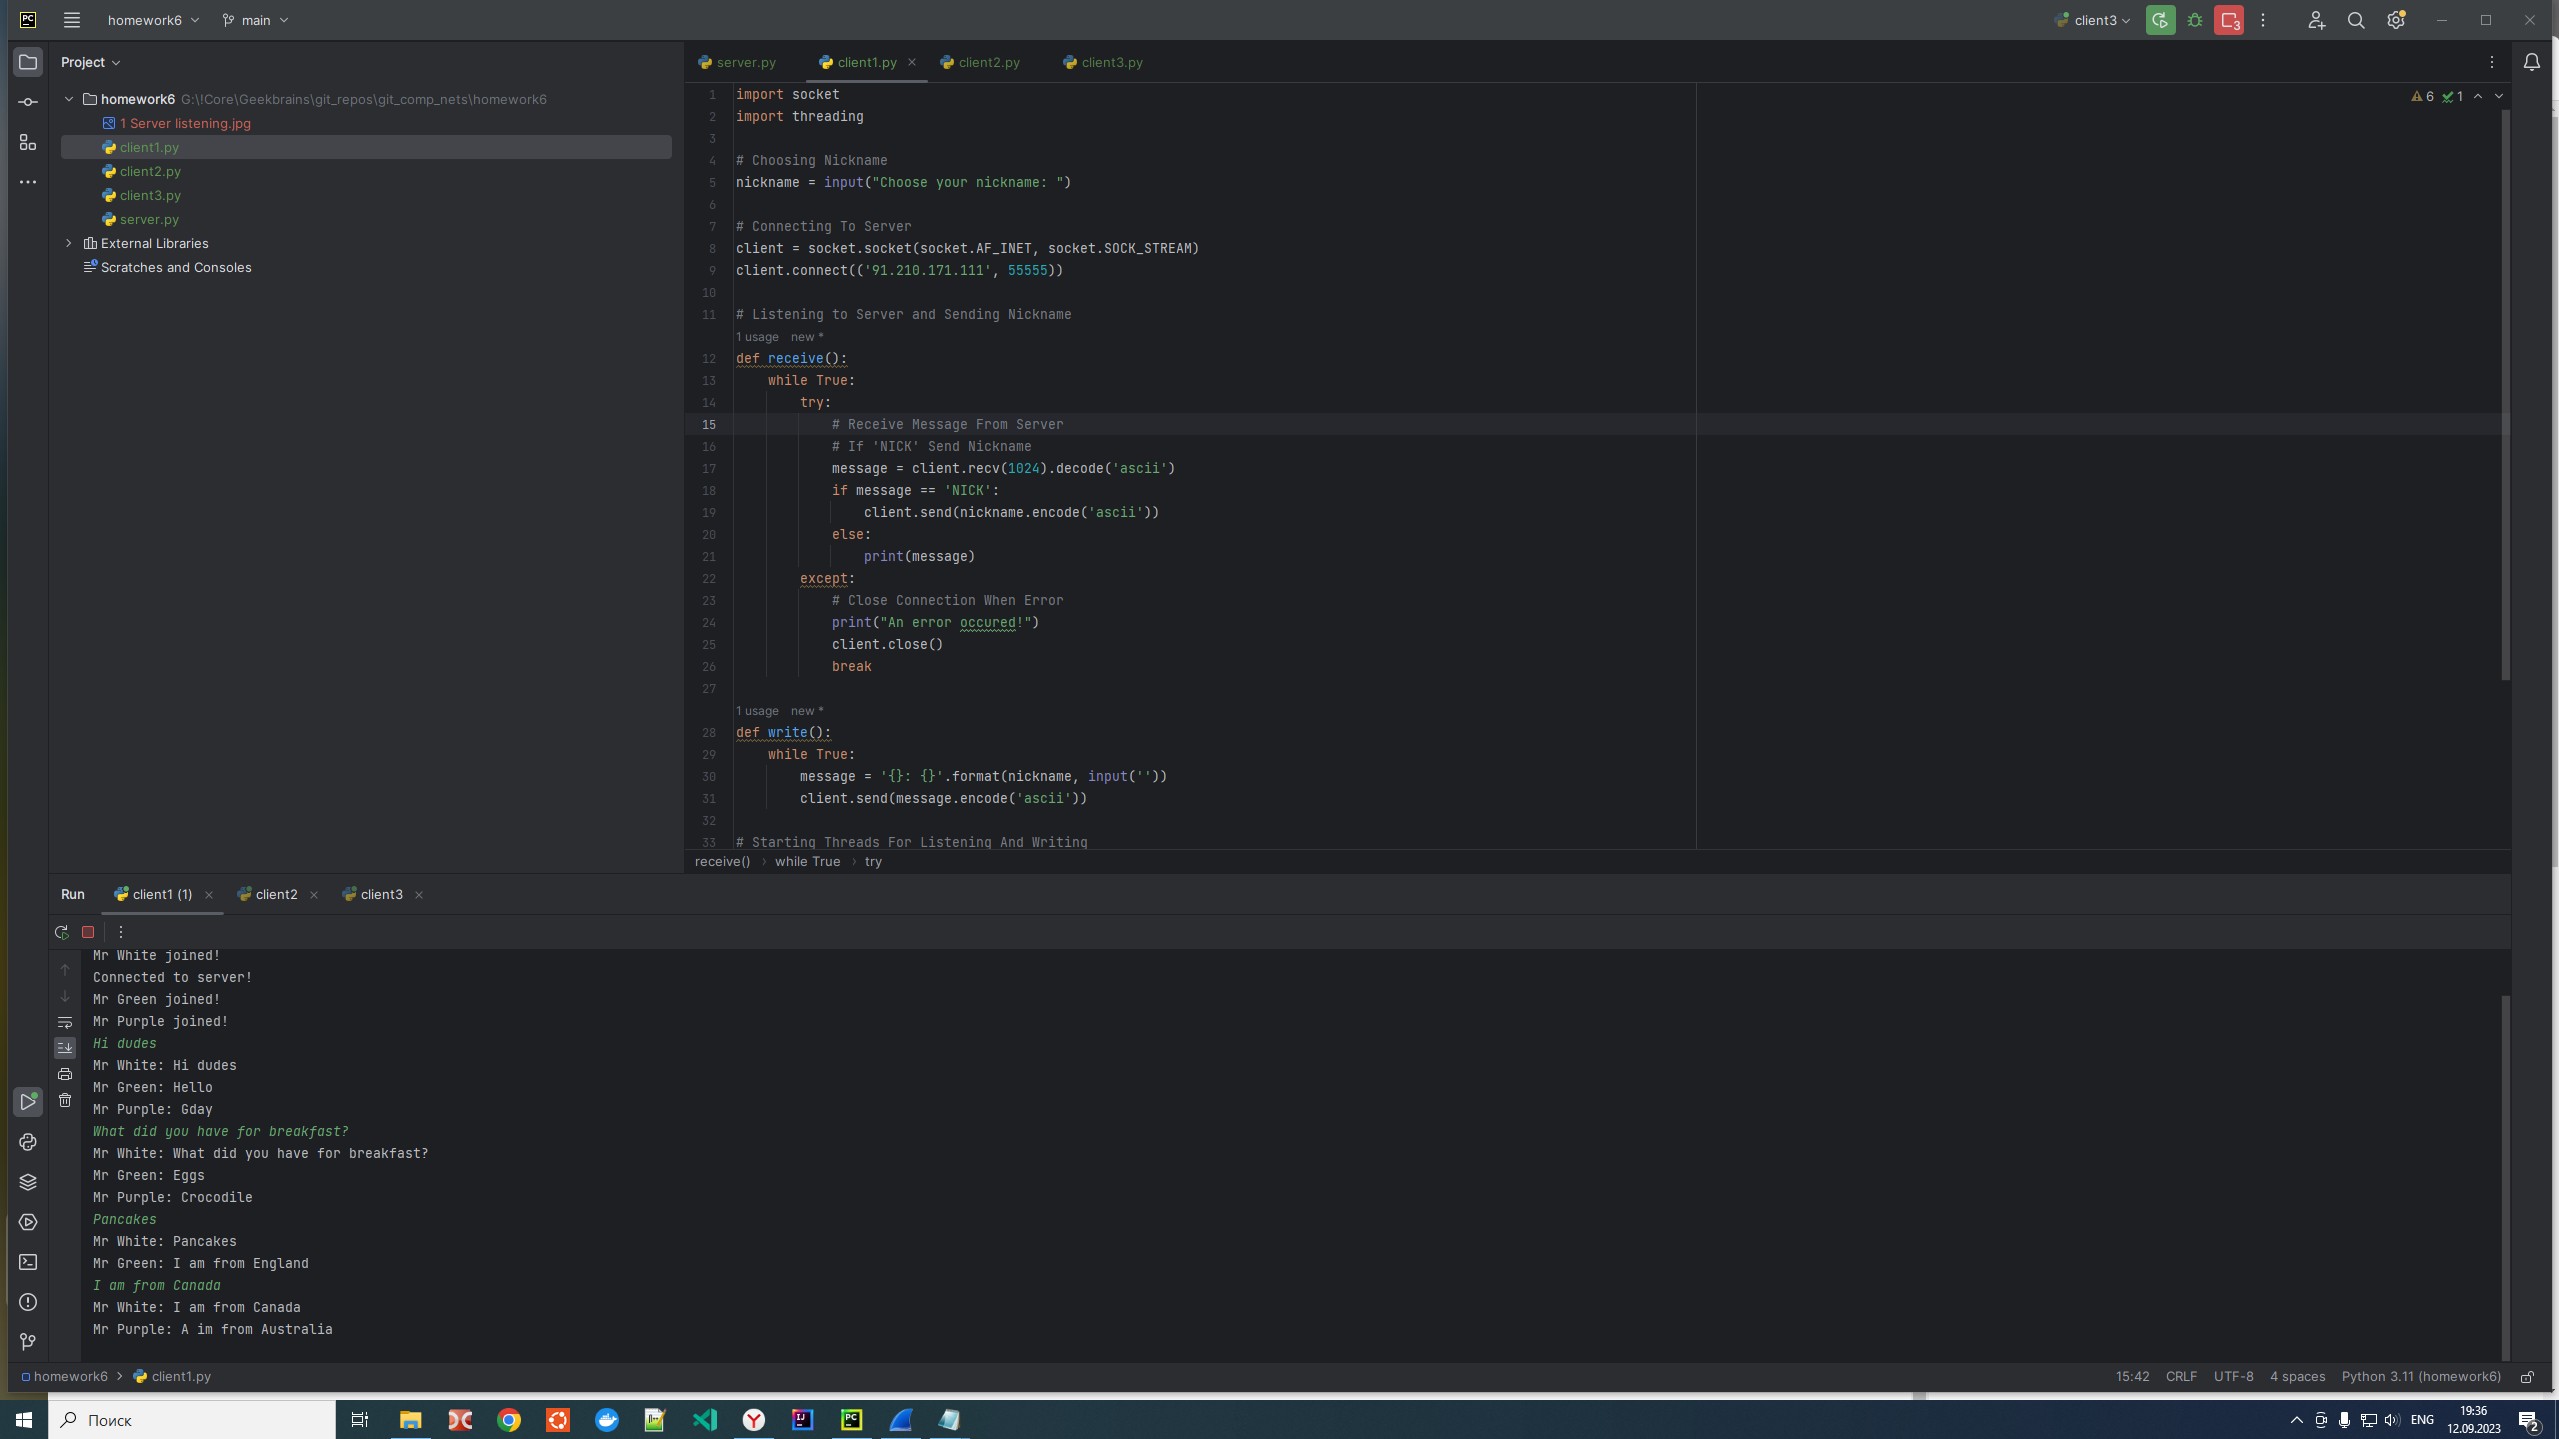 PC homework6 main client3 3
Project
homework6 G:\!Core\Geekbrains\git_repos\git_comp_nets\homework6
1 Server listening.jpg
client1.py
client2.py
client3.py
server.py
External Libraries
Scratches and Consoles
server.py client1.py client2.py client3.py
6 1
1 import socket
2 import threading
3
4 # Choosing Nickname
5 nickname = input("Choose your nickname: ")
6
7 # Connecting To Server
8 client = socket.socket(socket.AF_INET, socket.SOCK_STREAM)
9 client.connect(('91.210.171.111', 55555))
10
11 # Listening to Server and Sending Nickname
1 usage new *
12 def receive():
13 while True:
14 try:
15 # Receive Message From Server
16 # If 'NICK' Send Nickname
17 message = client.recv(1024).decode('ascii')
18 if message == 'NICK':
19 client.send(nickname.encode('ascii'))
20 else:
21 print(message)
22 except:
23 # Close Connection When Error
24 print("An error occured!")
25 client.close()
26 break
27
1 usage new *
28 def write():
29 while True:
30 message = '{}: {}'.format(nickname, input(''))
31 client.send(message.encode('ascii'))
32
33 # Starting Threads For Listening And Writing
receive() › while True › try
Run client1 (1) client2 client3
Mr White joined!
Connected to server!
Mr Green joined!
Mr Purple joined!
Hi dudes
Mr White: Hi dudes
Mr Green: Hello
Mr Purple: Gday
What did you have for breakfast?
Mr White: What did you have for breakfast?
Mr Green: Eggs
Mr Purple: Crocodile
Pancakes
Mr White: Pancakes
Mr Green: I am from England
I am from Canada
Mr White: I am from Canada
Mr Purple: A im from Australia
homework6 › client1.py 15:42 CRLF UTF-8 4 spaces Python 3.11 (homework6)
Поиск
IJ
PC
ENG
19:36
12.09.2023
2